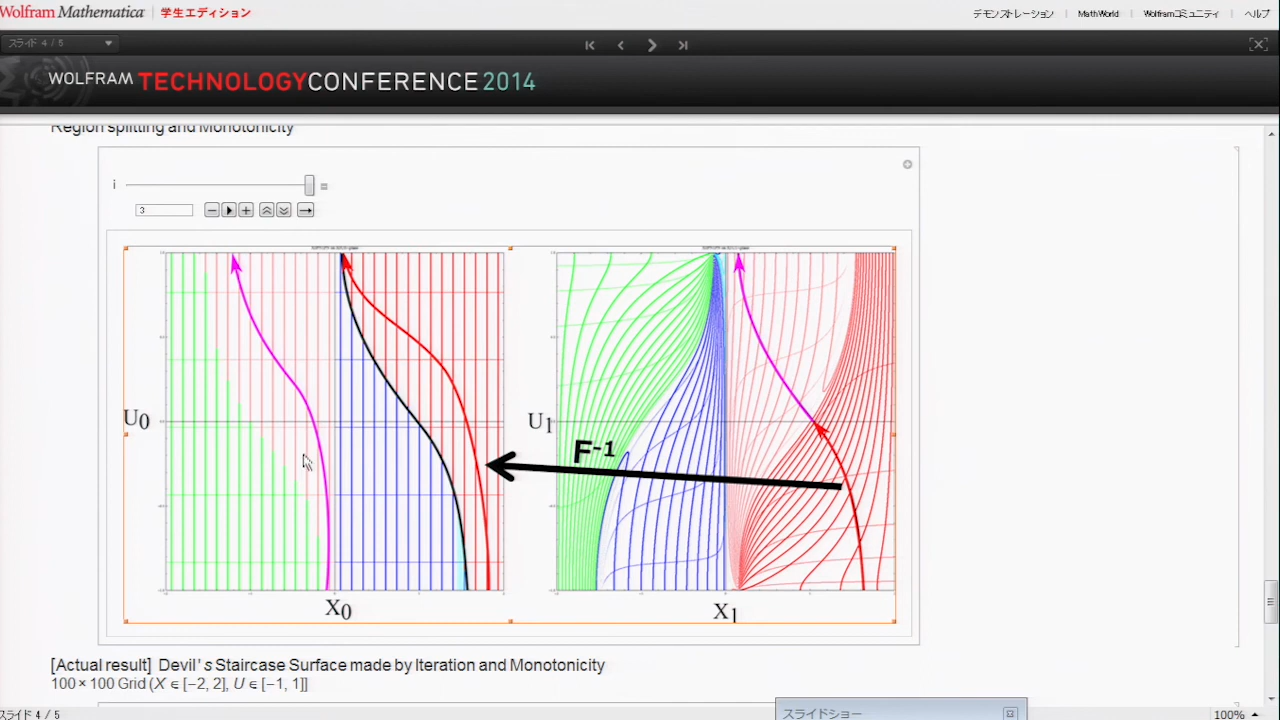 Wolfram Mathematica 学生エディション
デモンストレーション MathWorld Wolframコミュニティ ヘルプ
スライド 4 / 5
WOLFRAM TECHNOLOGYCONFERENCE 2014
Region splitting and Monotonicity
i
3
U0
U1
F-1
X0
X1
[Actual result] Devil's Staircase Surface made by Iteration and Monotonicity
100 × 100 Grid (X ∈ [-2, 2], U ∈ [-1, 1]]
スライドショー
スライド 4 / 5
100%